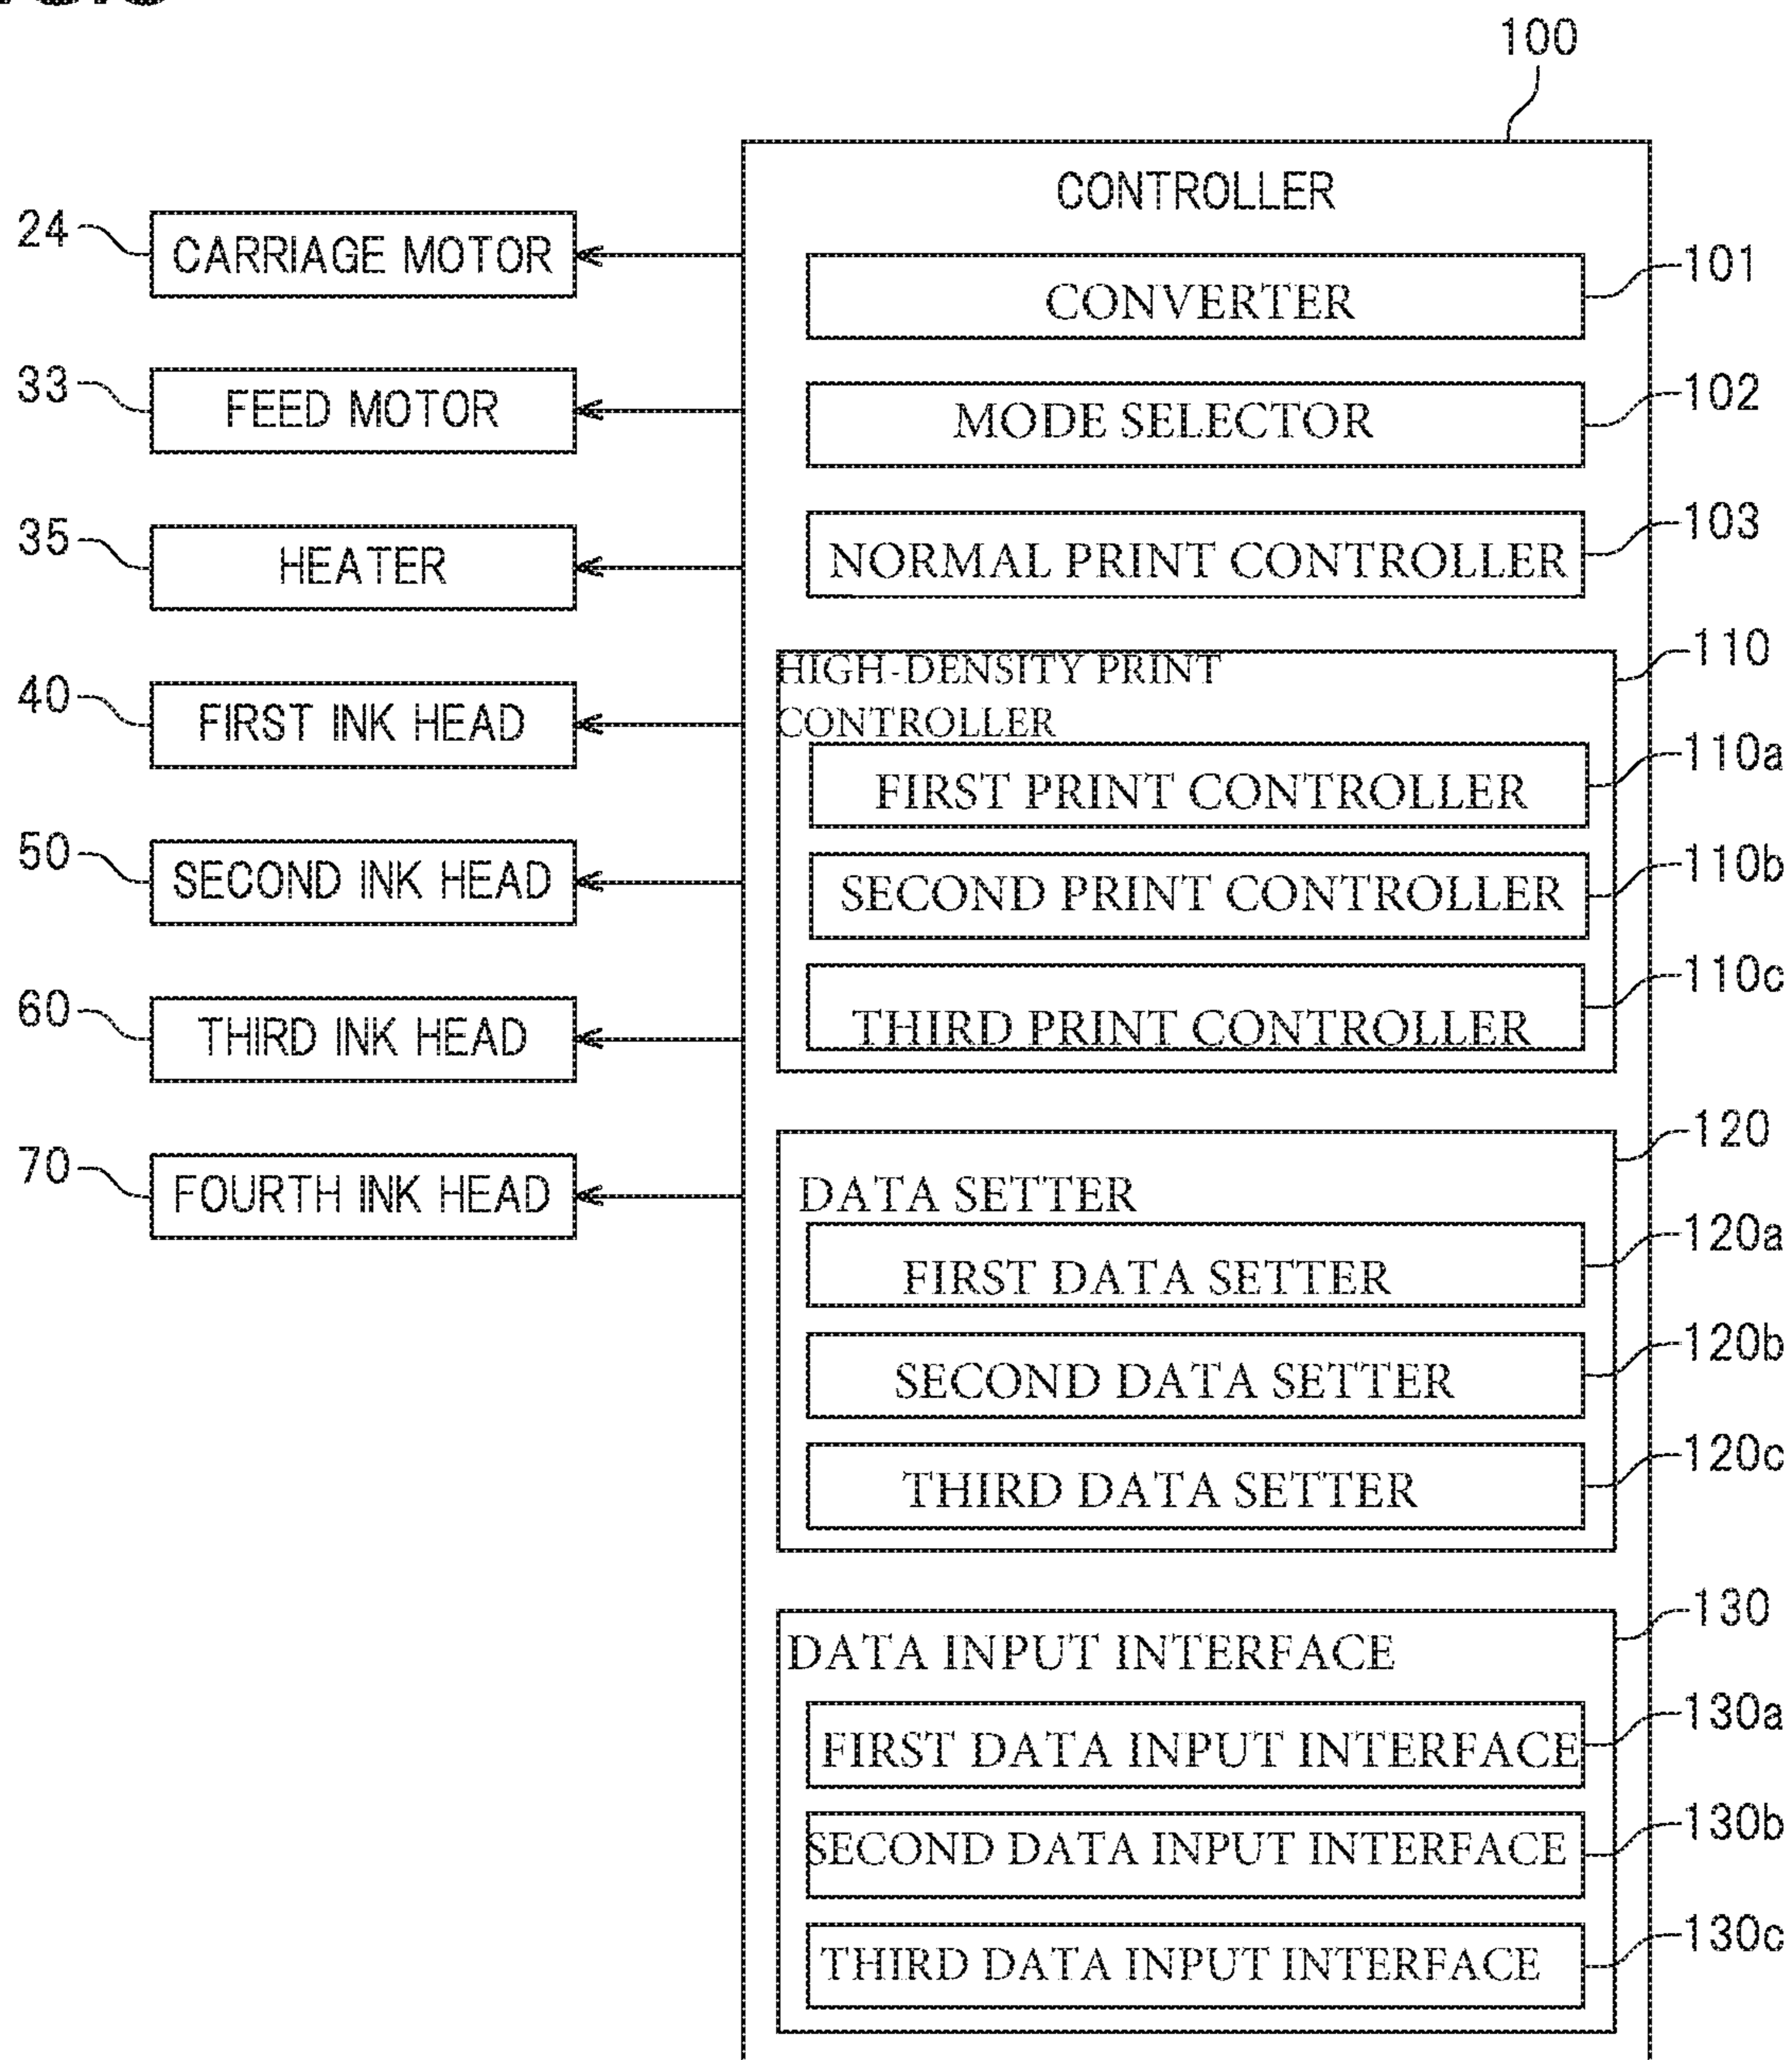 100
CONTROLLER
24
CARRIAGE MOTOR
CONVERTER
101
33
FEED MOTOR
MODE SELECTOR
102
35
HEATER
NORMAL PRINT CONTROLLER
103
40
FIRST INK HEAD
HIGH-DENSITY PRINT
CONTROLLER
110
FIRST PRINT CONTROLLER
110a
50
SECOND INK HEAD
SECOND PRINT CONTROLLER
110b
60
THIRD INK HEAD
THIRD PRINT CONTROLLER
110c
70
FOURTH INK HEAD
DATA SETTER
120
FIRST DATA SETTER
120a
SECOND DATA SETTER
120b
THIRD DATA SETTER
120c
DATA INPUT INTERFACE
130
FIRST DATA INPUT INTERFACE
130a
SECOND DATA INPUT INTERFACE
130b
THIRD DATA INPUT INTERFACE
130c